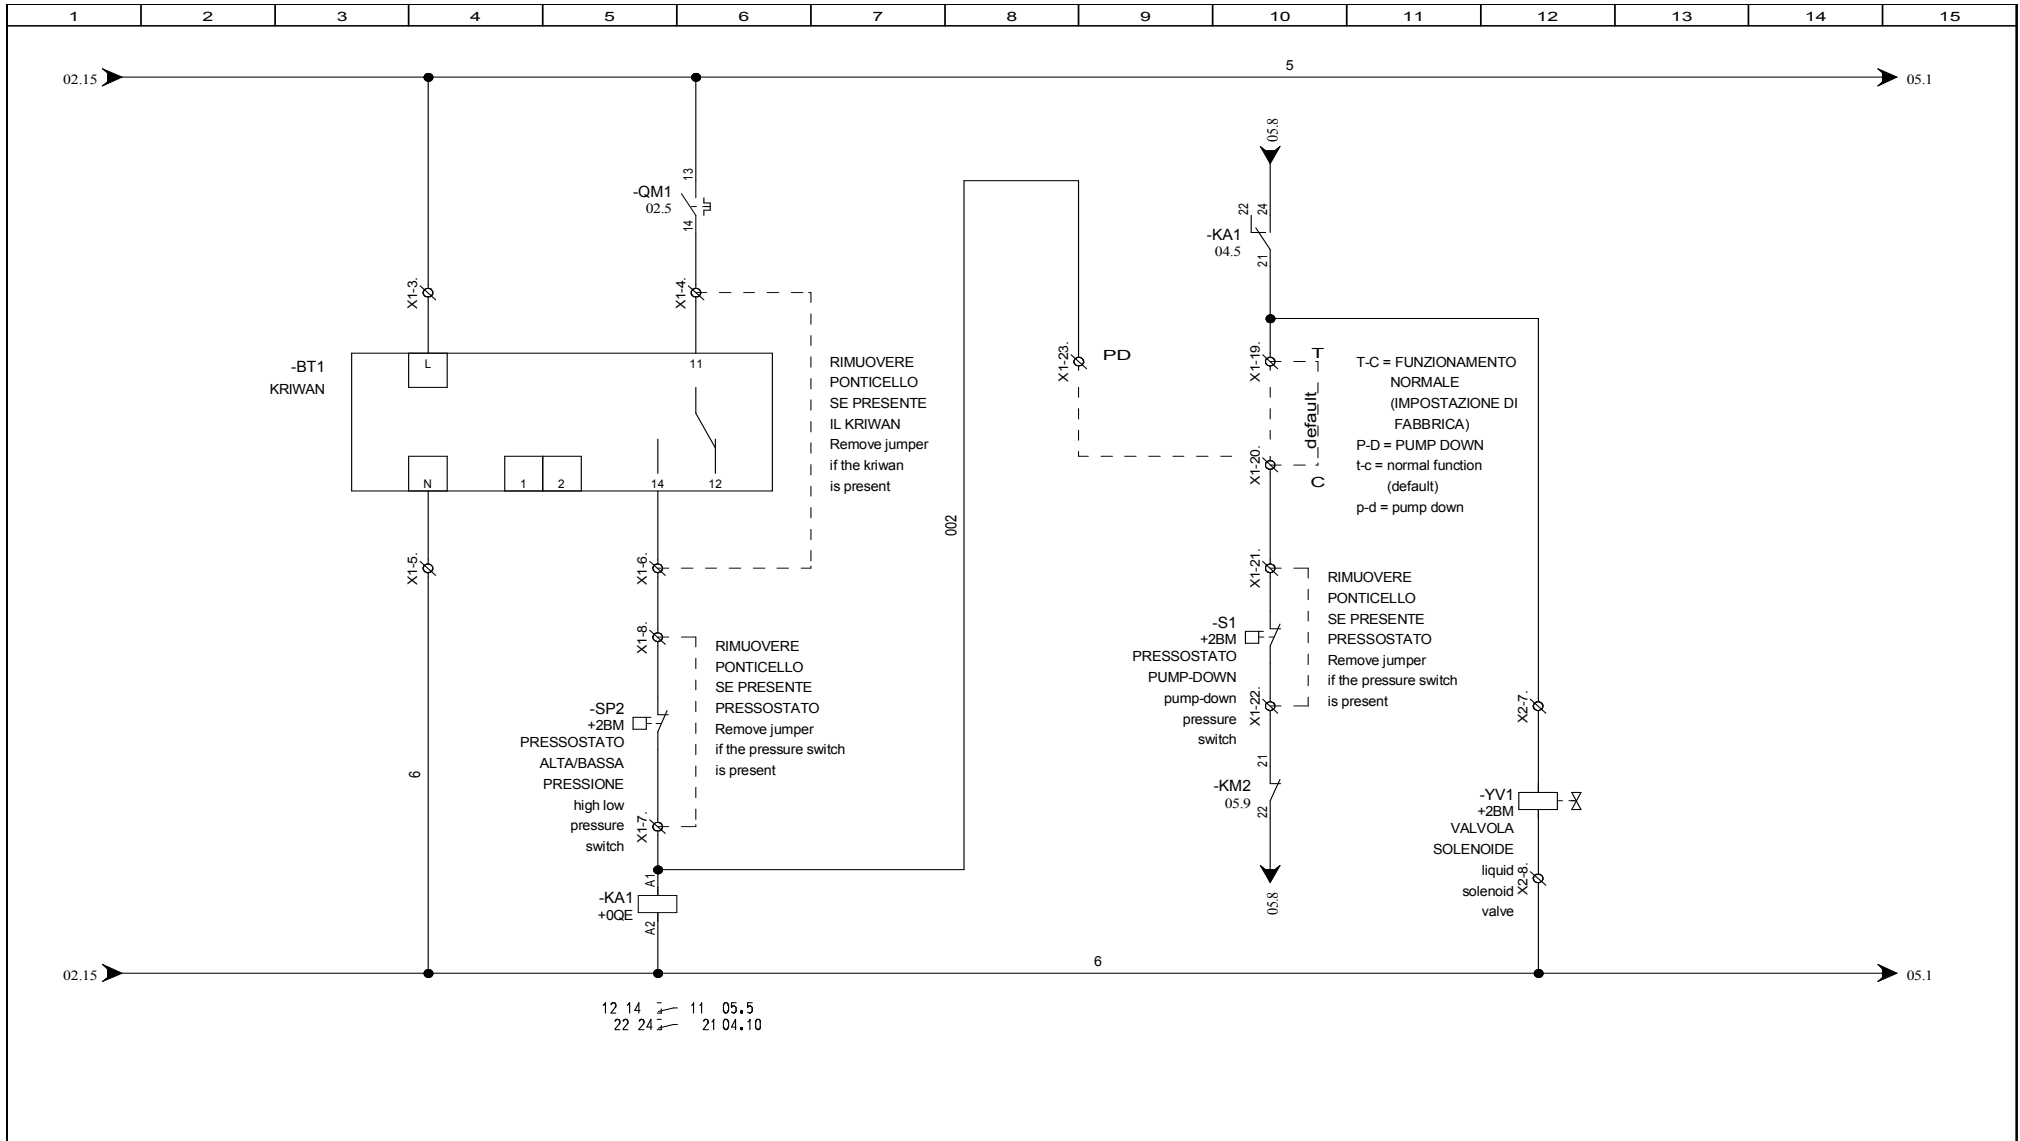 1 2 3 4 5 6 7 8 9 10 11 12 13 14 15
02.15
5
05.1
05.8
13
-QM1
02.5
14
22 24
-KA1
04.5
21
X1-3.
X1-4.
-BT1
KRIWAN
L
11
N
1
2
14
12
RIMUOVERE
PONTICELLO
SE PRESENTE
IL KRIWAN
Remove jumper
if the kriwan
is present
X1-23.
PD
X1-19.
T
default
X1-20.
C
T-C = FUNZIONAMENTO
NORMALE
(IMPOSTAZIONE DI
FABBRICA)
P-D = PUMP DOWN
t-c = normal function
(default)
p-d = pump down
002
X1-5.
X1-6.
X1-8.
6
-SP2
+2BM
PRESSOSTATO
ALTA/BASSA
PRESSIONE
high low
pressure
switch
RIMUOVERE
PONTICELLO
SE PRESENTE
PRESSOSTATO
Remove jumper
if the pressure switch
is present
X1-7.
A1
-KA1
+0QE
A2
X1-21.
-S1
+2BM
PRESSOSTATO
PUMP-DOWN
pump-down
pressure
switch
X1-22.
RIMUOVERE
PONTICELLO
SE PRESENTE
PRESSOSTATO
Remove jumper
if the pressure switch
is present
21
-KM2
05.9
22
05.8
X2-7.
-YV1
+2BM
VALVOLA
SOLENOIDE
liquid
solenoid
valve
X2-8.
02.15
6
05.1
12 14 11 05.5
22 24 21 04.10